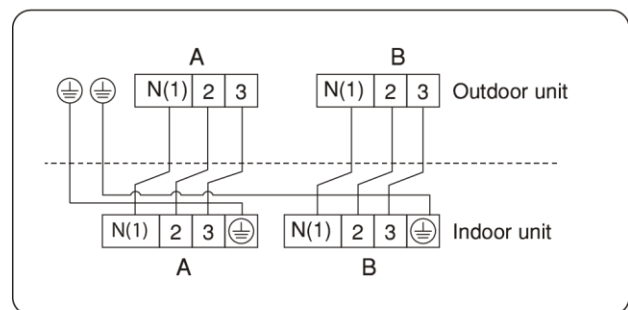 A B
N(1) 2 3 N(1) 2 3 Outdoor unit
N(1) 2 3 N(1) 2 3 Indoor unit
A B